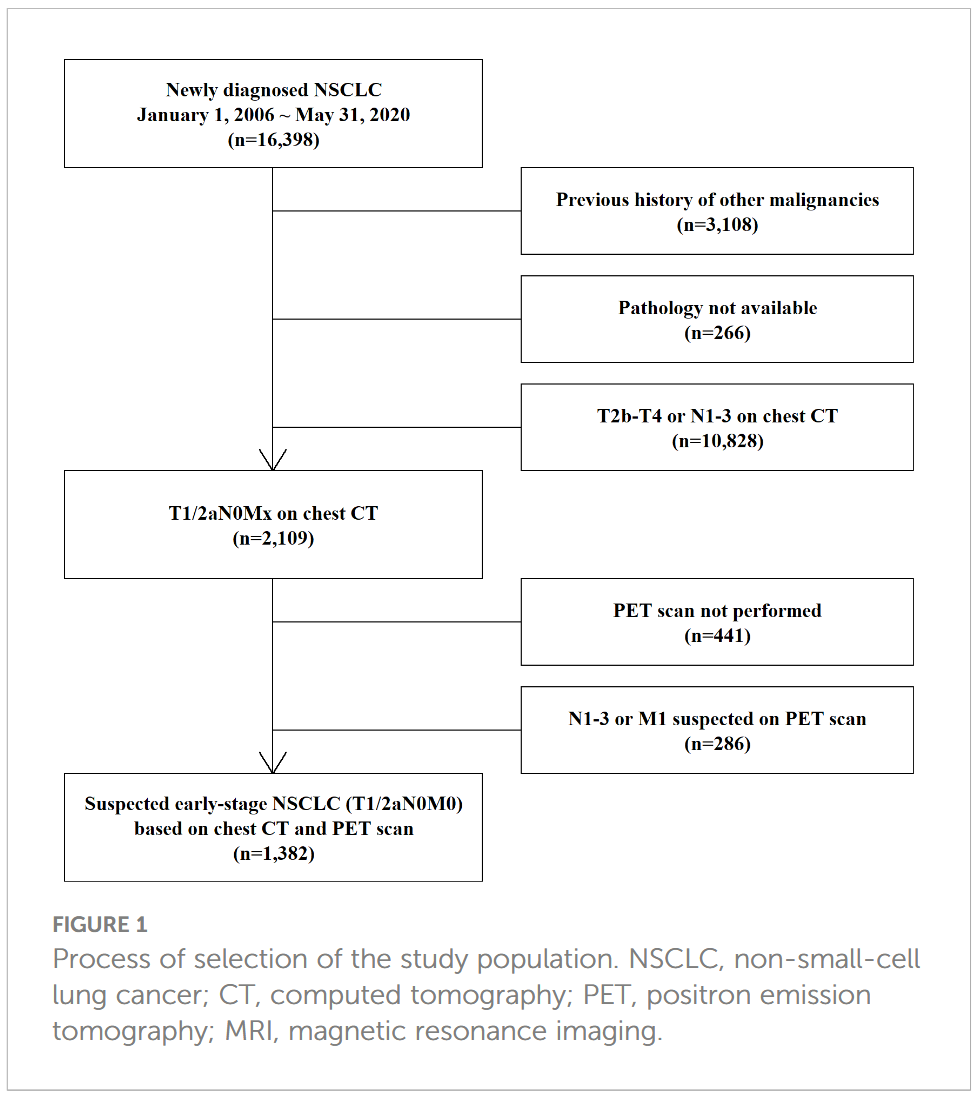 Newly diagnosed NSCLC
January 1, 2006 ~ May 31, 2020
(n=16,398)
Previous history of other malignancies
(n=3,108)
Pathology not available
(n=266)
T2b-T4 or N1-3 on chest CT
(n=10,828)
T1/2aN0Mx on chest CT
(n=2,109)
PET scan not performed
(n=441)
N1-3 or M1 suspected on PET scan
(n=286)
Suspected early-stage NSCLC (T1/2aN0M0)
based on chest CT and PET scan
(n=1,382)
FIGURE 1
Process of selection of the study population. NSCLC, non-small-cell
lung cancer; CT, computed tomography; PET, positron emission
tomography; MRI, magnetic resonance imaging.